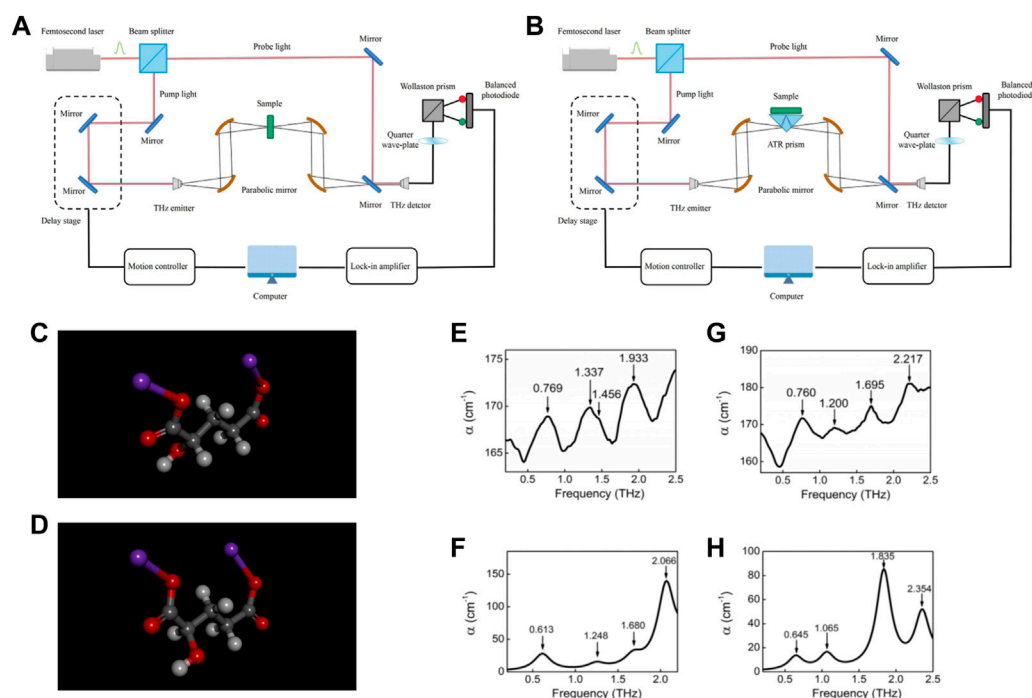 A
Femtosecond laser
Beam splitter
Mirror
Probe light
Pump light
Mirror
Mirror
Mirror
Delay stage
Sample
Parabolic mirror
THz emitter
Wollaston prism
Balanced
photodiode
Quarter
wave-plate
Mirror
THz detctor
Motion controller
Computer
Lock-in amplifier
B
Femtosecond laser
Beam splitter
Mirror
Probe light
Pump light
Mirror
Mirror
Mirror
Delay stage
Sample
ATR prism
Parabolic mirror
THz emitter
Wollaston prism
Balanced
photodiode
Quarter
wave-plate
Mirror
THz detctor
Motion controller
Computer
Lock-in amplifier
C
D
E
α (cm⁻¹)
175
170
165
0.769
1.337
1.456
1.933
0.5 1.0 1.5 2.0 2.5
Frequency (THz)
G
α (cm⁻¹)
190
180
170
160
0.760
1.200
1.695
2.217
0.5 1.0 1.5 2.0 2.5
Frequency (THz)
F
α (cm⁻¹)
150
100
50
0
0.613
1.248
1.680
2.066
0.5 1.0 1.5 2.0
Frequency (THz)
H
α (cm⁻¹)
100
80
60
40
20
0
0.645
1.065
1.835
2.354
0.5 1.0 1.5 2.0 2.5
Frequency (THz)